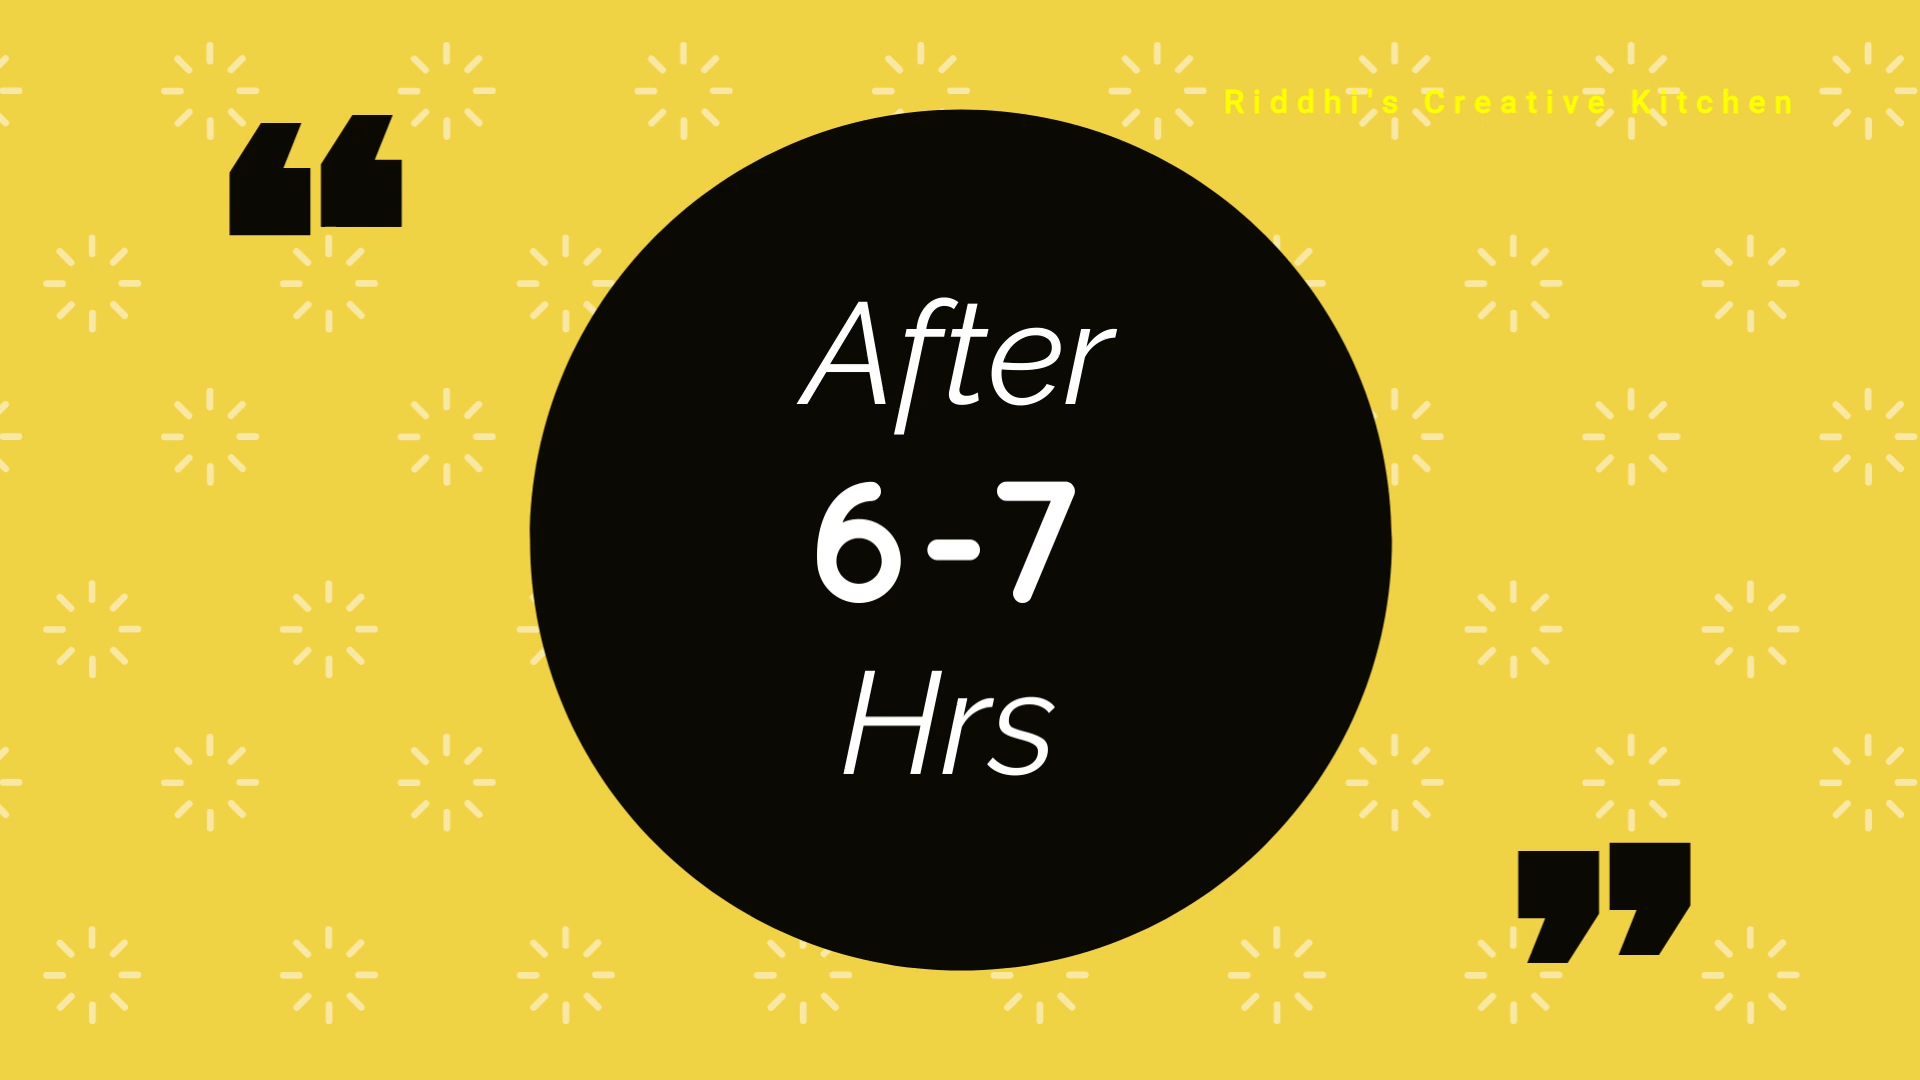 Riddhi's Creative Kitchen
“
After
6-7
Hrs
”